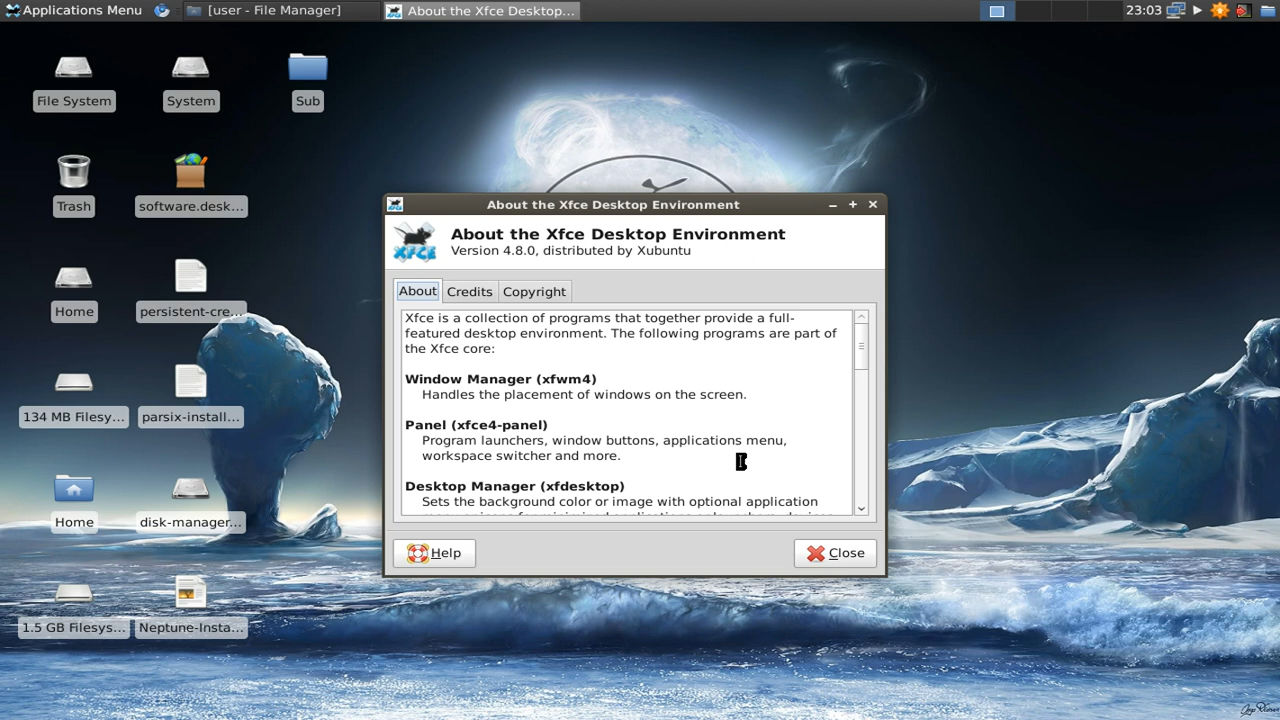 Applications Menu
[user - File Manager]
About the Xfce Desktop...
23:03
File System
System
Sub
Trash
software.desk...
Home
persistent-cre...
134 MB Filesy...
parsix-install...
Home
disk-manager...
1.5 GB Filesys...
Neptune-Insta...
About the Xfce Desktop Environment
XFCE
About the Xfce Desktop Environment
Version 4.8.0, distributed by Xubuntu
About
Credits
Copyright
Xfce is a collection of programs that together provide a full-
featured desktop environment. The following programs are part of
the Xfce core:
Window Manager (xfwm4)
Handles the placement of windows on the screen.
Panel (xfce4-panel)
Program launchers, window buttons, applications menu,
workspace switcher and more.
Desktop Manager (xfdesktop)
Sets the background color or image with optional application
Help
Close